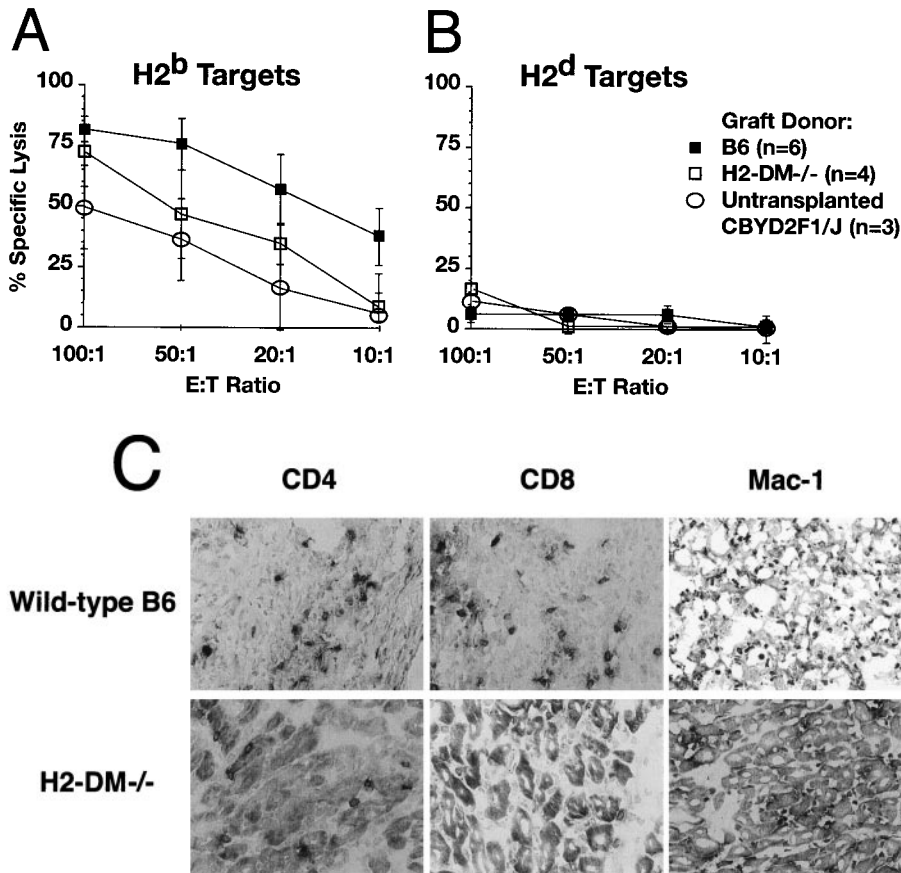 A
H2ᵇ Targets
100
75
50
25
0
% Specific Lysis
100:1 50:1 20:1 10:1
E:T Ratio
B
H2ᵈ Targets
100
75
50
25
0
100:1 50:1 20:1 10:1
E:T Ratio
Graft Donor:
B6 (n=6)
H2-DM-/- (n=4)
Untransplanted
CBYD2F1/J (n=3)
C
CD4 CD8 Mac-1
Wild-type B6
H2-DM-/-